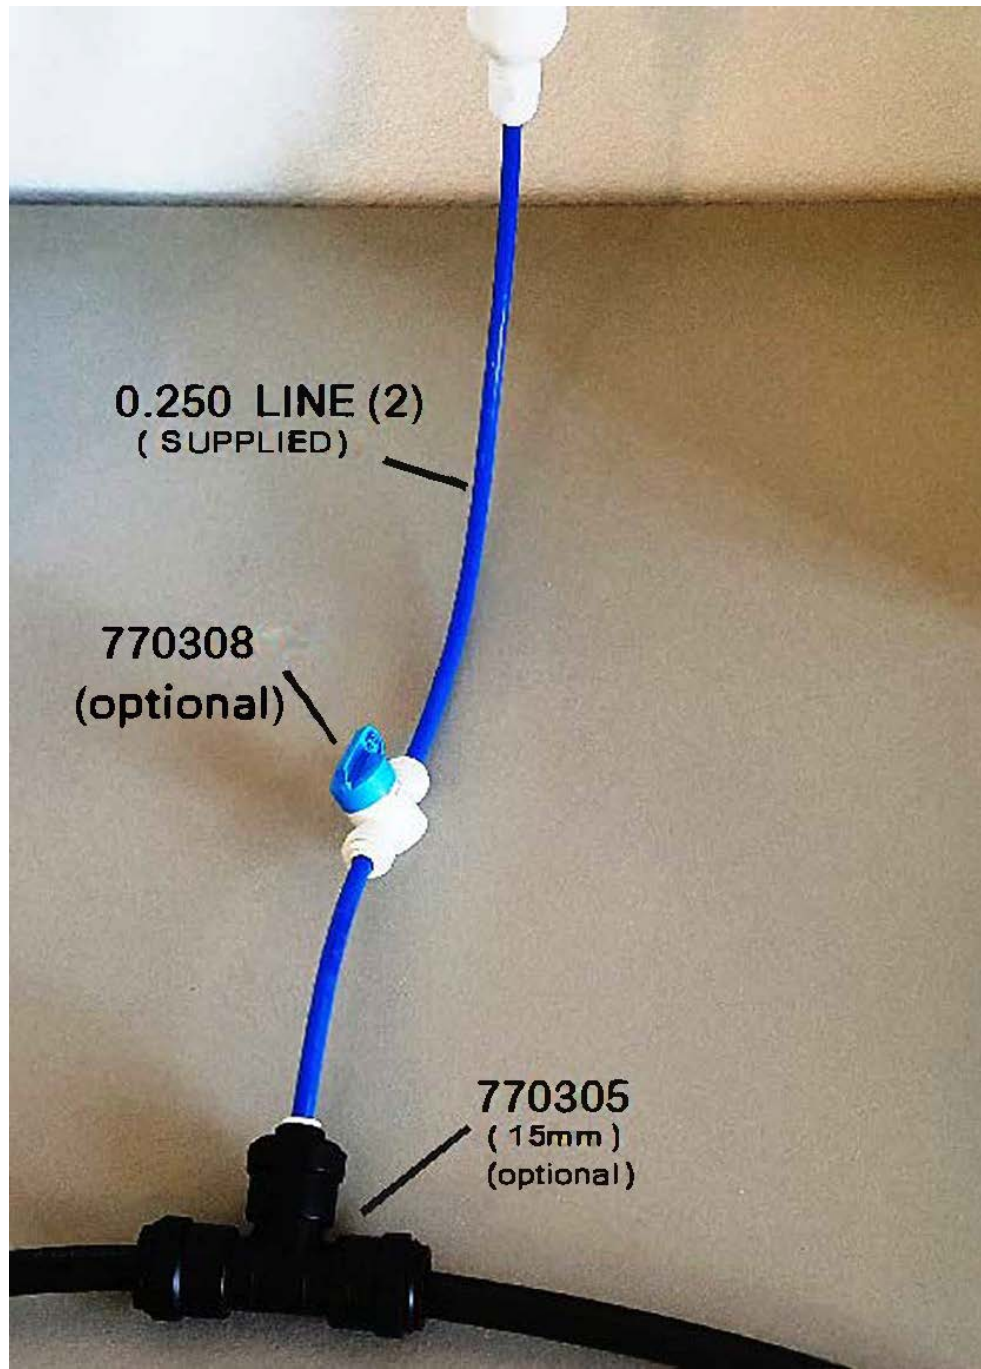 0.250 LINE (2)
( SUPPLIED )
770308
(optional)
770305
( 15mm )
(optional)